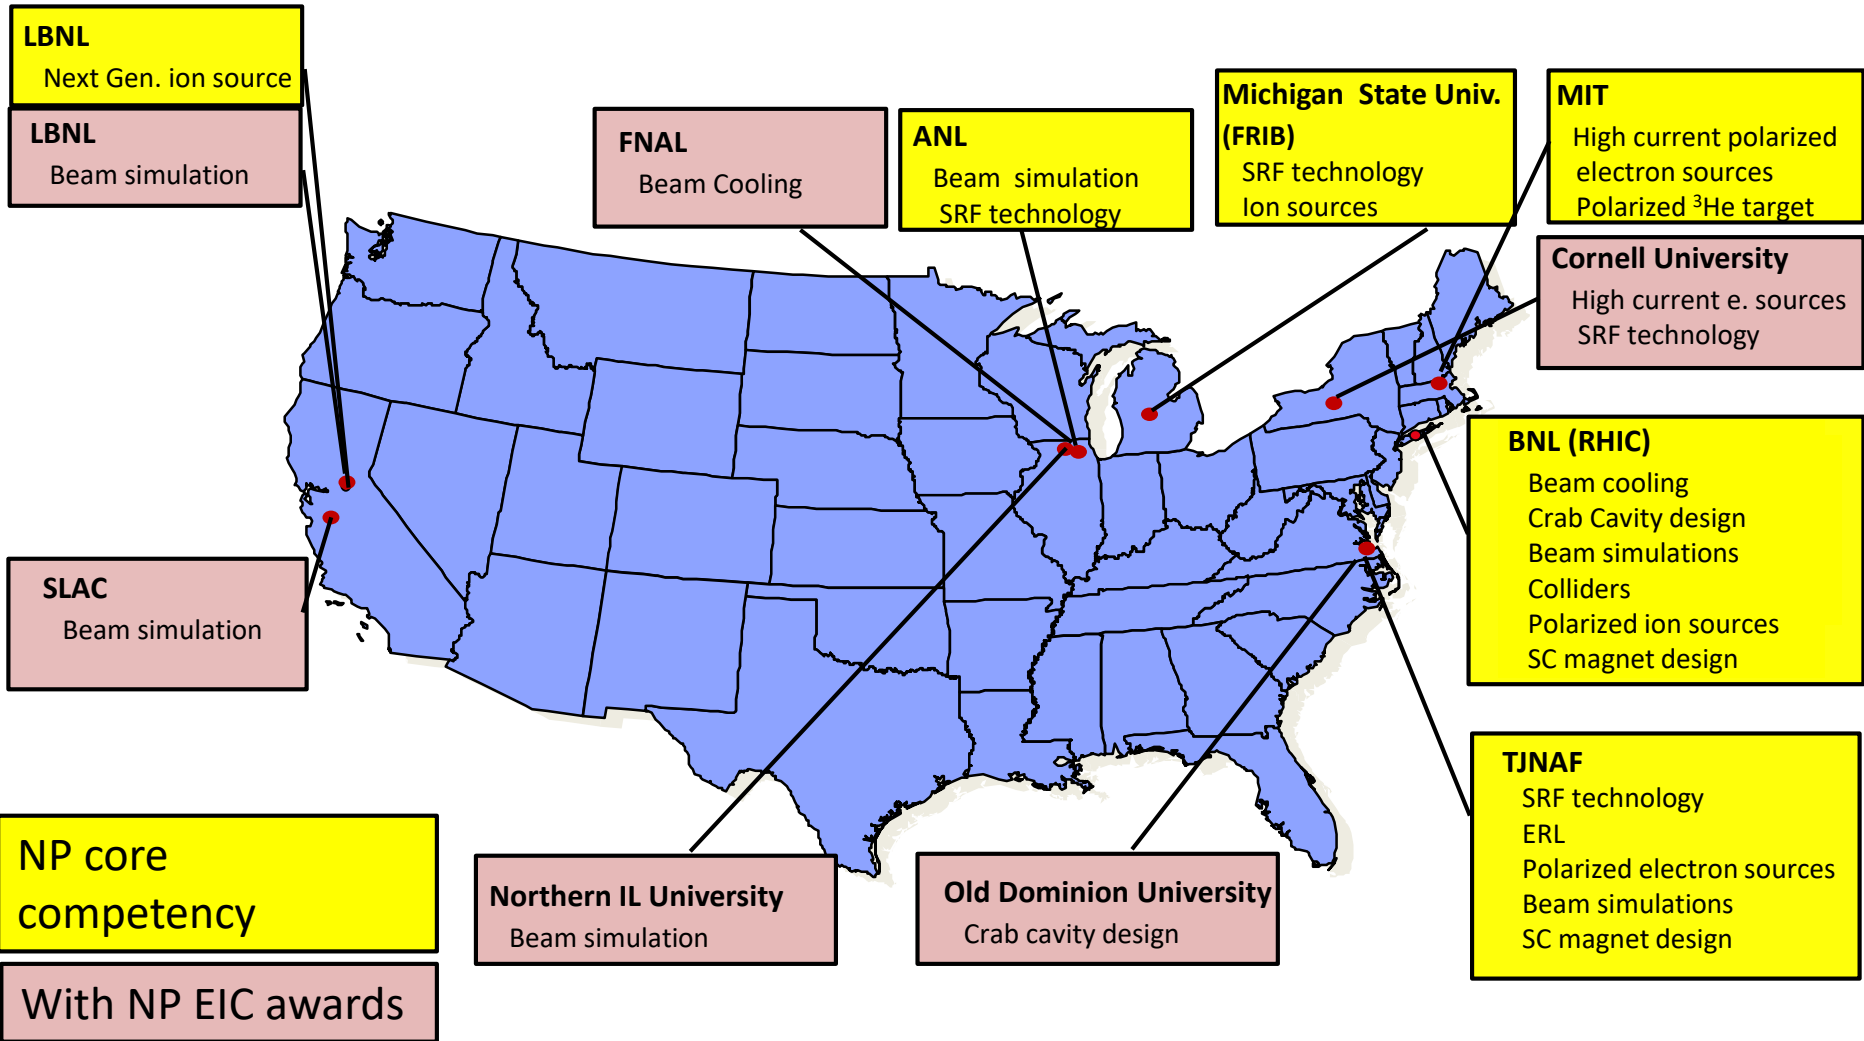 LBNL
Next Gen. ion source
LBNL
Beam simulation
FNAL
Beam Cooling
ANL
Beam simulation
SRF technology
Michigan State Univ.
(FRIB)
SRF technology
Ion sources
MIT
High current polarized
electron sources
Polarized ³He target
Cornell University
High current e. sources
SRF technology
BNL (RHIC)
Beam cooling
Crab Cavity design
Beam simulations
Colliders
Polarized ion sources
SC magnet design
SLAC
Beam simulation
TJNAF
SRF technology
ERL
Polarized electron sources
Beam simulations
SC magnet design
Northern IL University
Beam simulation
Old Dominion University
Crab cavity design
NP core
competency
With NP EIC awards